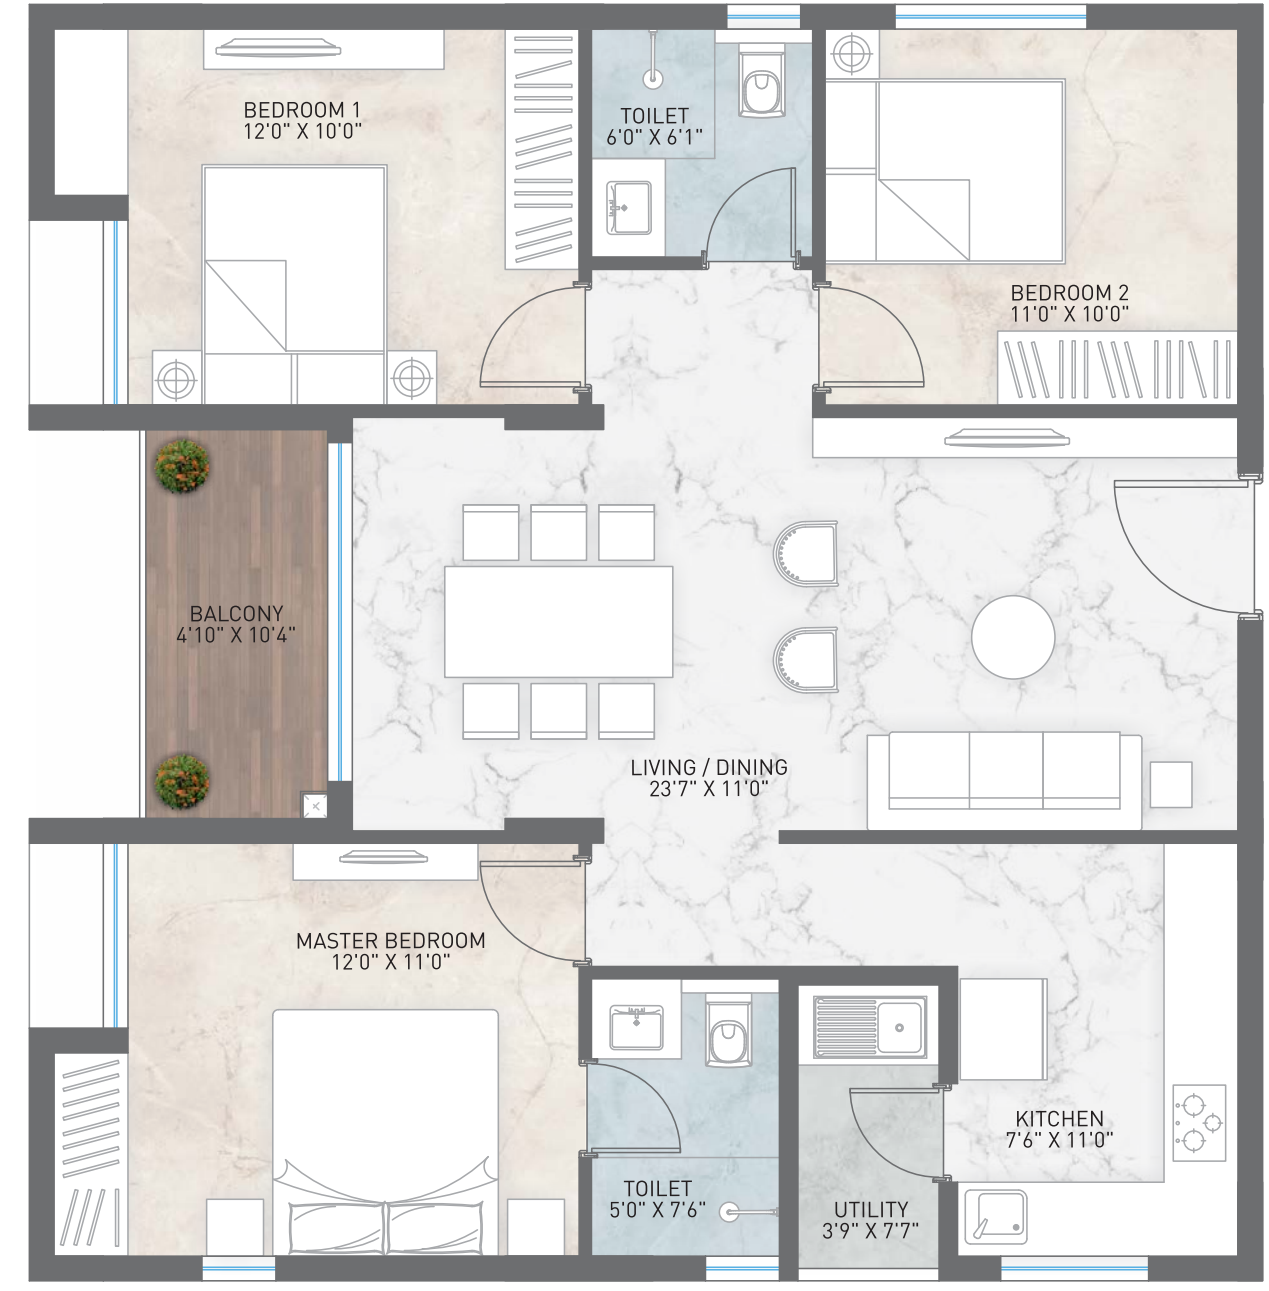 BEDROOM 1
12'0" X 10'0"
TOILET
6'0" X 6'1"
BEDROOM 2
11'0" X 10'0"
BALCONY
4'10" X 10'4"
LIVING / DINING
23'7" X 11'0"
MASTER BEDROOM
12'0" X 11'0"
KITCHEN
7'6" X 11'0"
TOILET
5'0" X 7'6"
UTILITY
3'9" X 7'7"